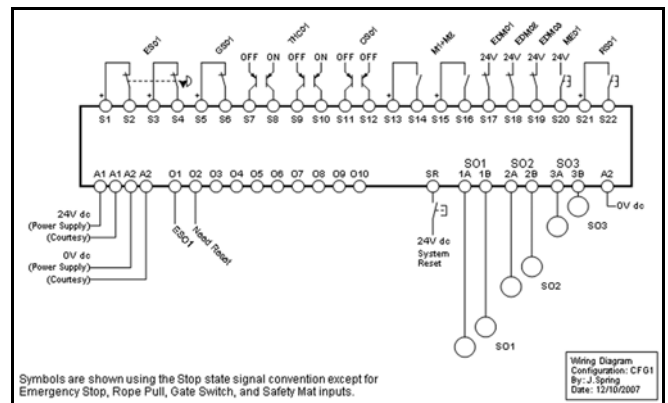 ES01 GS01 THC01 OS01 M1+M2 EDM01 EDM02 EDM03 ME01 RS01
OFF ON OFF ON OFF OFF 24V 24V 24V 24V
+ + + + + +
S1 S2 S3 S4 S5 S6 S7 S8 S9 S10 S11 S12 S13 S14 S15 S16 S17 S18 S19 S20 S21 S22
SO1 SO2 SO3
A1 A1 A2 A2 O1 O2 O3 O4 O5 O6 O7 O8 O9 O10 SR 1A 1B 2A 2B 3A 3B A2
24V dc
(Power Supply)
(Courtesy)
0V dc
(Power Supply)
(Courtesy)
GSO1
Need Reset
24V dc
System
Reset
0V dc
SO3
SO2
SO1
Symbols are shown using the Stop state signal convention except for
Emergency Stop, Rope Pull, Gate Switch, and Safety Mat inputs.
Wiring Diagram
Configuration: CFG1
By: J.Spring
Date: 12/10/2007